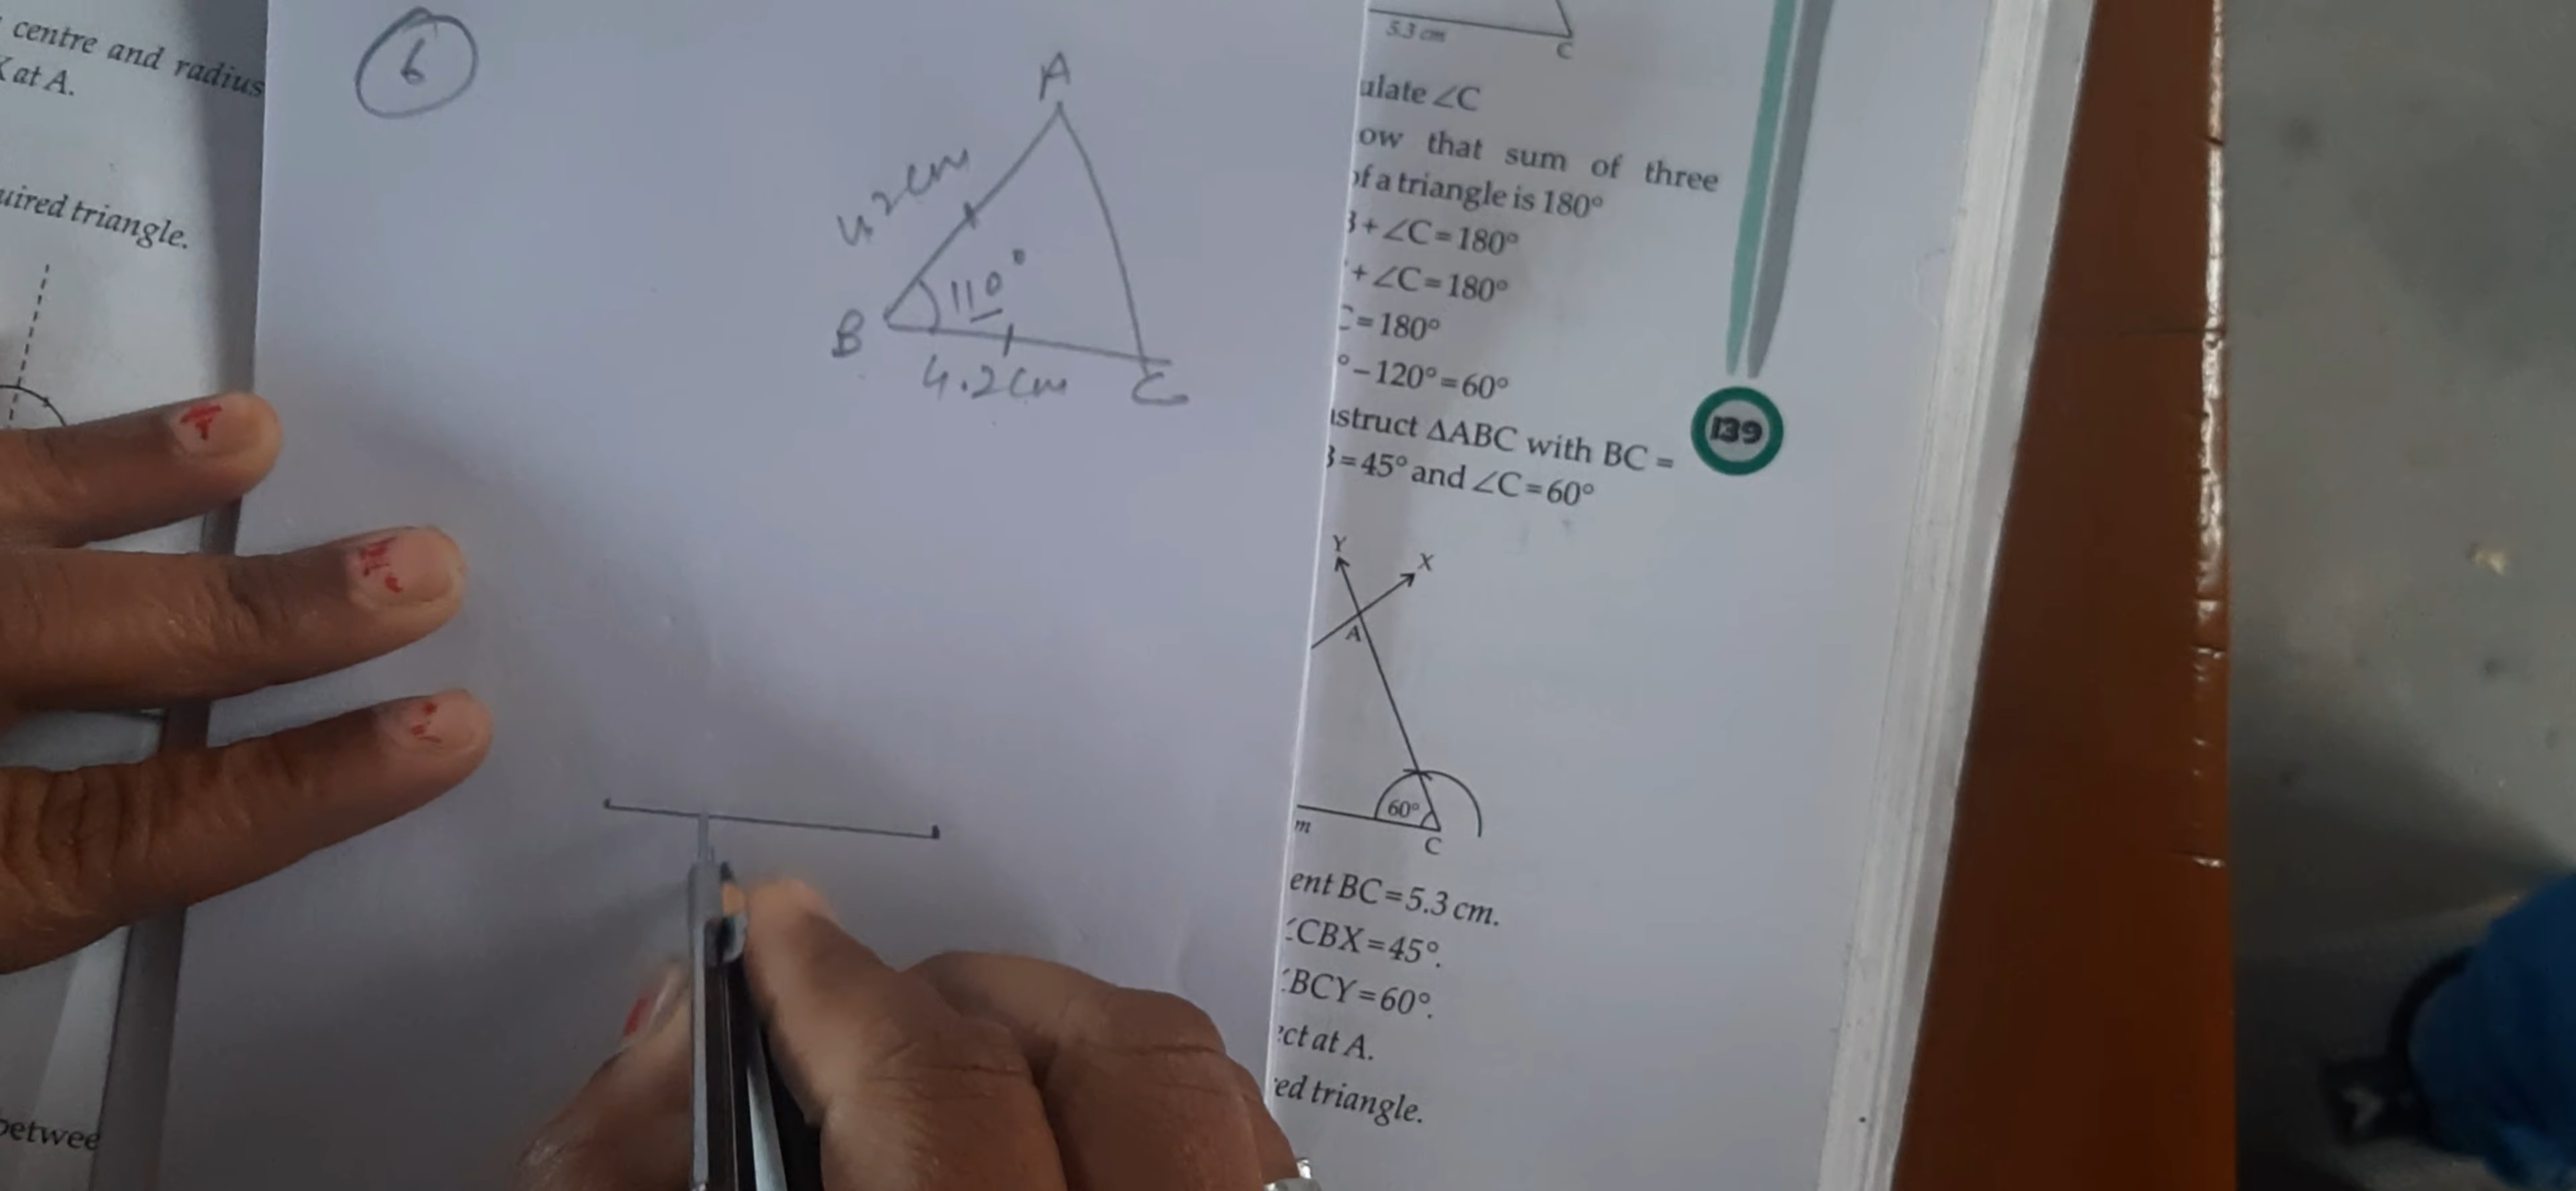 centre and radius
at A.
uired triangle.
betwee
6
A
4.2cm
110°
B
4.2cm
C
5.3 cm
C
ulate ∠C
ow that sum of three
of a triangle is 180°
+ ∠C = 180°
+ ∠C = 180°
= 180°
° – 120° = 60°
struct ΔABC with BC =
= 45° and ∠C = 60°
139
Y
X
A
60°
m
C
ent BC = 5.3 cm.
∠CBX = 45°.
BCY = 60°.
ct at A.
ed triangle.